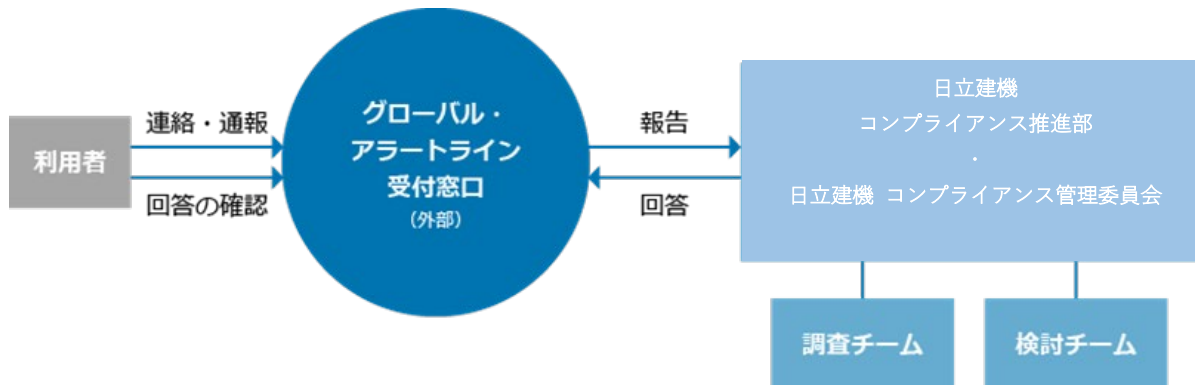 利用者
連絡・通報
回答の確認
グローバル・
アラートライン
受付窓口
(外部)
報告
回答
日立建機
コンプライアンス推進部
・
日立建機 コンプライアンス管理委員会
調査チーム
検討チーム